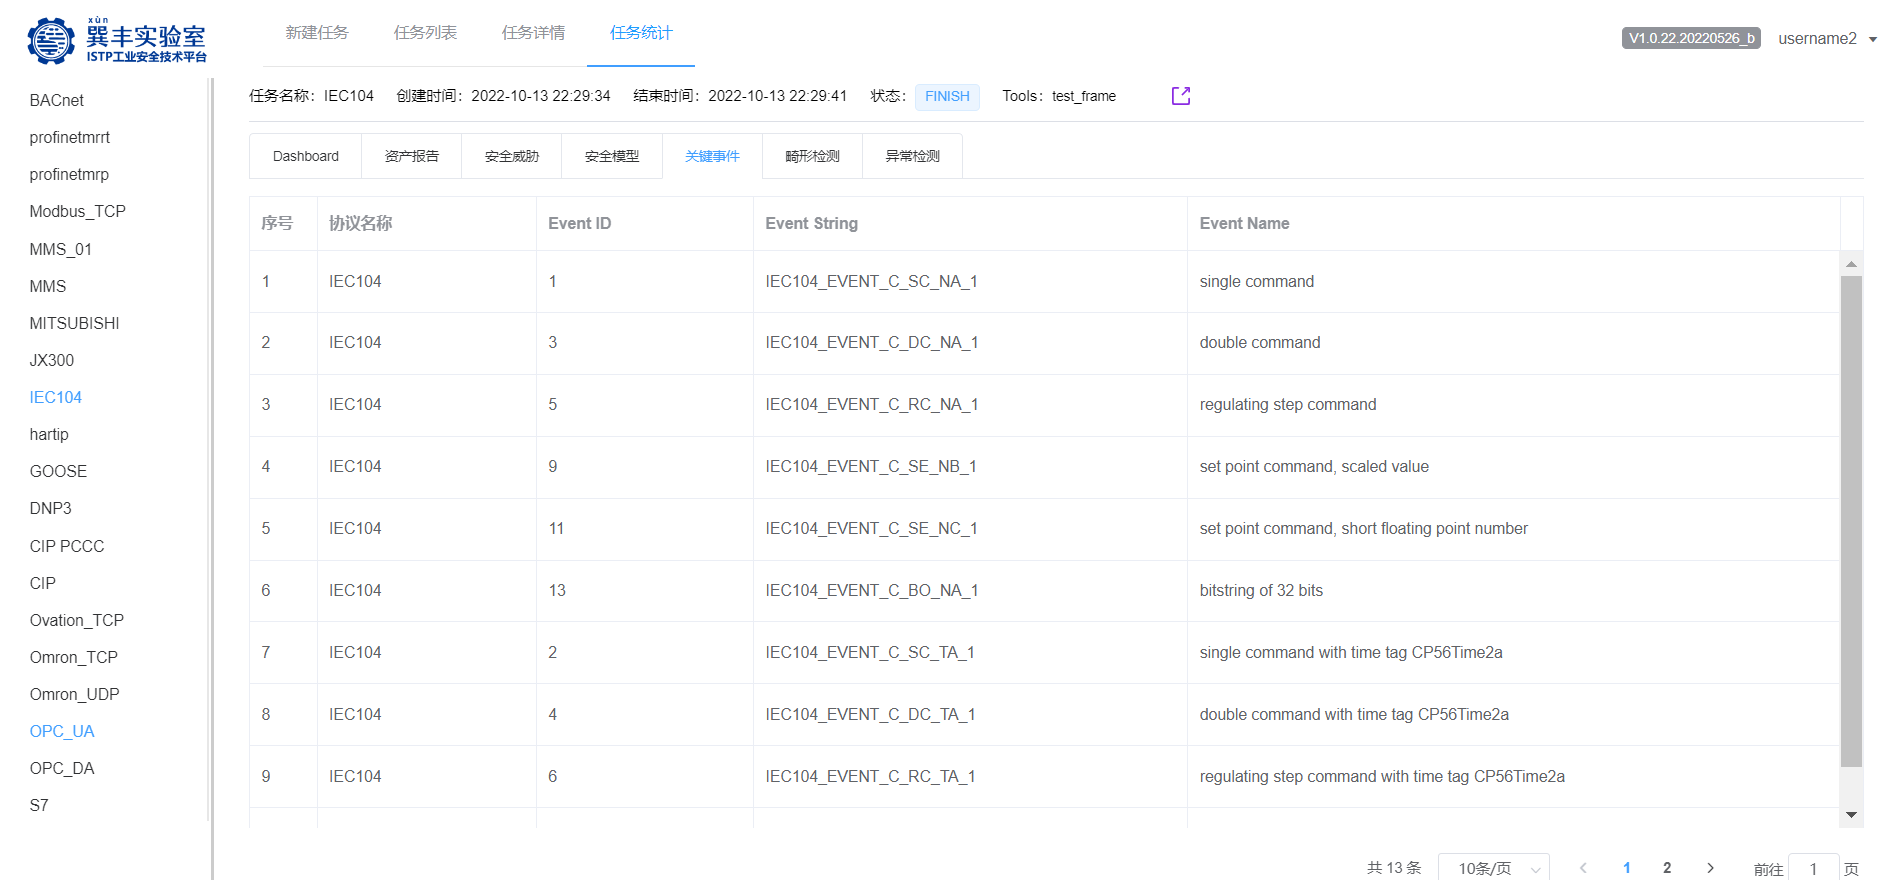 xùn
巽丰实验室
ISTP工业安全技术平台
新建任务 任务列表 任务详情 任务统计
V1.0.22.20220526_b username2
BACnet
profinetmrrt
profinetmrp
Modbus_TCP
MMS_01
MMS
MITSUBISHI
JX300
IEC104
hartip
GOOSE
DNP3
CIP PCCC
CIP
Ovation_TCP
Omron_TCP
Omron_UDP
OPC_UA
OPC_DA
S7
任务名称：IEC104 创建时间：2022-10-13 22:29:34 结束时间：2022-10-13 22:29:41 状态：FINISH Tools：test_frame
Dashboard 资产报告 安全威胁 安全模型 关键事件 畸形检测 异常检测
序号 协议名称 Event ID Event String Event Name
1 IEC104 1 IEC104_EVENT_C_SC_NA_1 single command
2 IEC104 3 IEC104_EVENT_C_DC_NA_1 double command
3 IEC104 5 IEC104_EVENT_C_RC_NA_1 regulating step command
4 IEC104 9 IEC104_EVENT_C_SE_NB_1 set point command, scaled value
5 IEC104 11 IEC104_EVENT_C_SE_NC_1 set point command, short floating point number
6 IEC104 13 IEC104_EVENT_C_BO_NA_1 bitstring of 32 bits
7 IEC104 2 IEC104_EVENT_C_SC_TA_1 single command with time tag CP56Time2a
8 IEC104 4 IEC104_EVENT_C_DC_TA_1 double command with time tag CP56Time2a
9 IEC104 6 IEC104_EVENT_C_RC_TA_1 regulating step command with time tag CP56Time2a
共 13 条 10条/页 1 2 前往 1 页